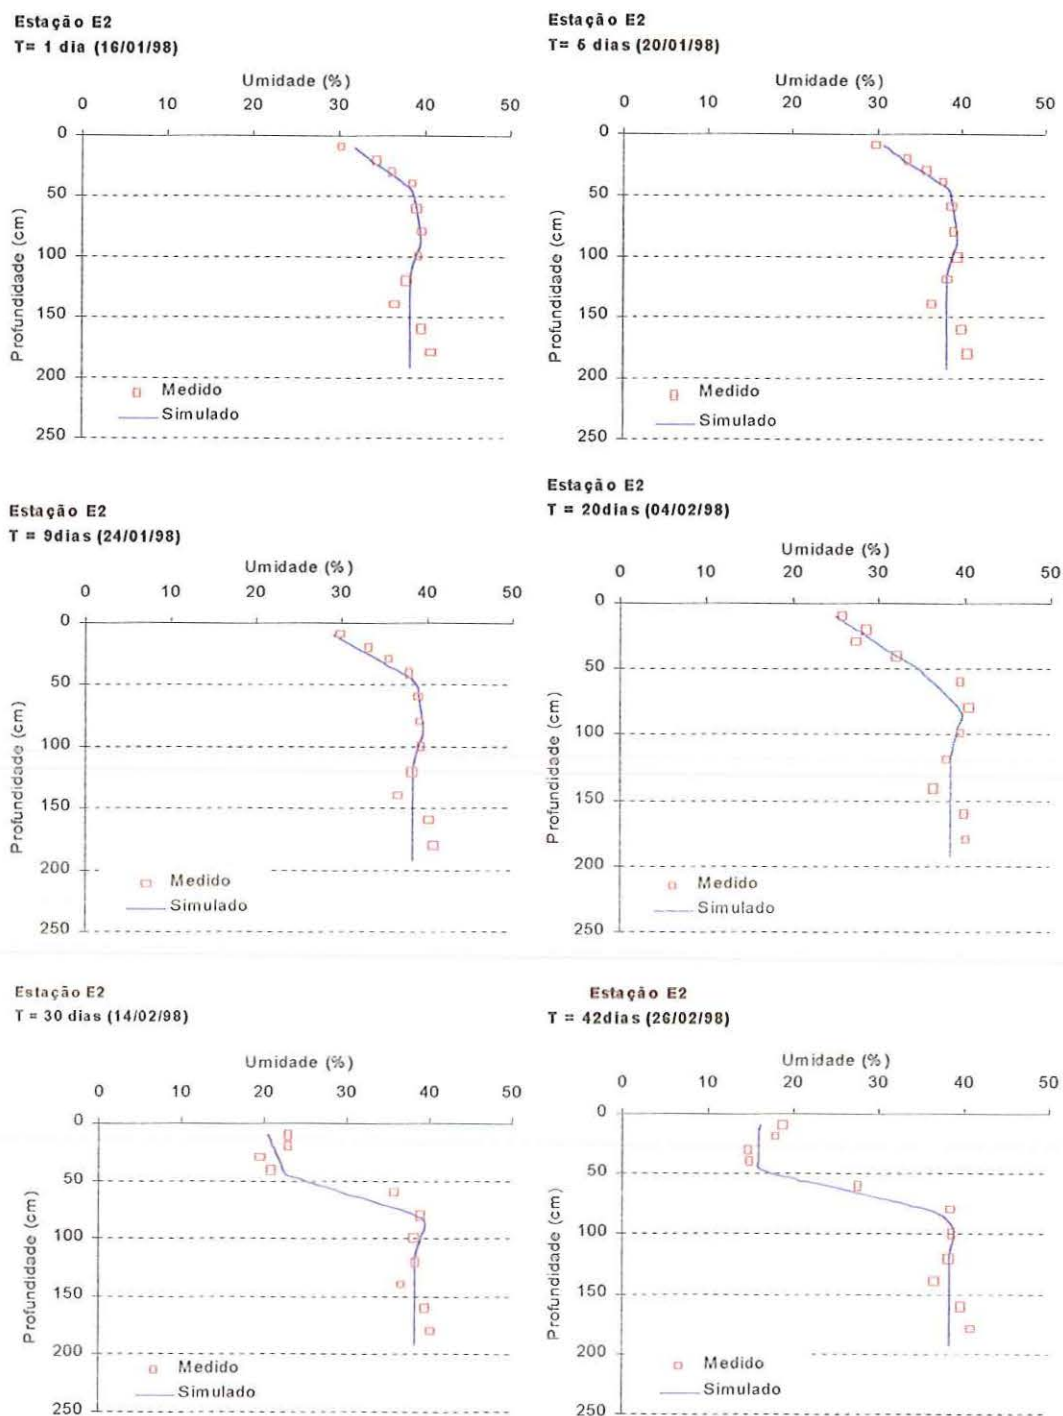 Estação E2
T= 1 dia (16/01/98)
Umidade (%)
0 10 20 30 40 50
Profundidade (cm)
0
50
100
150
200
250
Medido
Simulado
Estação E2
T= 5 dias (20/01/98)
Umidade (%)
0 10 20 30 40 50
Profundidade (cm)
0
50
100
150
200
250
Medido
Simulado
Estação E2
T = 9dias (24/01/98)
Umidade (%)
0 10 20 30 40 50
Profundidade (cm)
0
50
100
150
200
250
Medido
Simulado
Estação E2
T = 20dias (04/02/98)
Umidade (%)
0 10 20 30 40 50
Profundidade (cm)
0
50
100
150
200
250
Medido
Simulado
Estação E2
T = 30 dias (14/02/98)
Umidade (%)
0 10 20 30 40 50
Profundidade (cm)
0
50
100
150
200
250
Medido
Simulado
Estação E2
T = 42dias (26/02/98)
Umidade (%)
0 10 20 30 40 50
Profundidade (cm)
0
50
100
150
200
250
Medido
Simulado